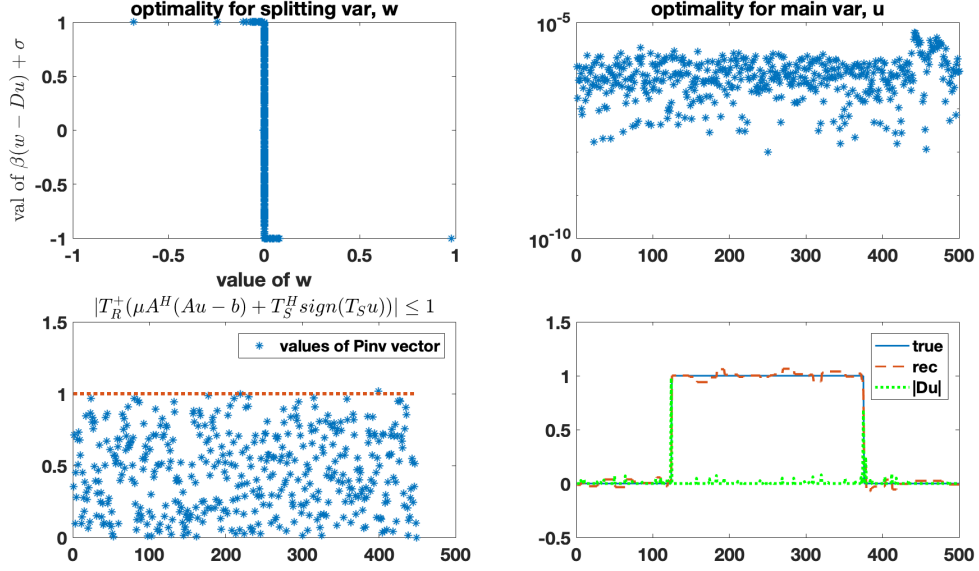 optimality for splitting var, w
val of β(w − Du) + σ
1
0.5
0
-0.5
-1
-1 -0.5 0 0.5 1
value of w
optimality for main var, u
10^-5
10^-10
0 100 200 300 400 500
|T_R^+(μA^H(Au − b) + T_S^H sign(T_S u))| ≤ 1
1.5
1
0.5
0
0 100 200 300 400 500
values of Pinv vector
1.5
1
0.5
0
-0.5
0 100 200 300 400 500
true
rec
|Du|